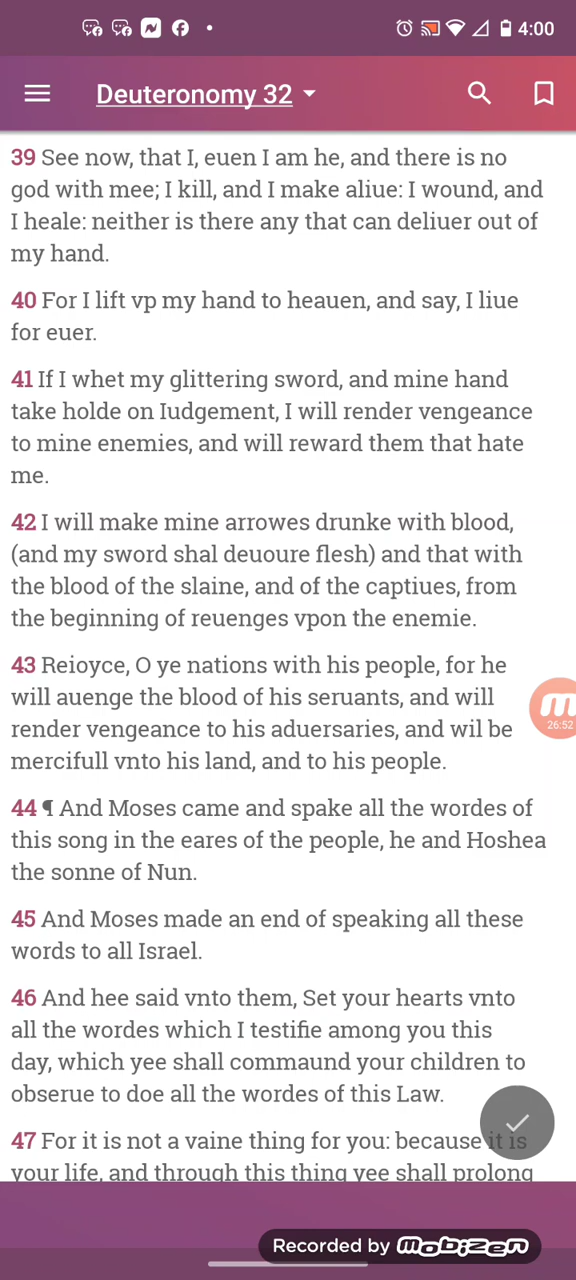 4:00
Deuteronomy 32
39 See now, that I, euen I am he, and there is no
god with mee; I kill, and I make aliue: I wound, and
I heale: neither is there any that can deliuer out of
my hand.
40 For I lift vp my hand to heauen, and say, I liue
for euer.
41 If I whet my glittering sword, and mine hand
take holde on Iudgement, I will render vengeance
to mine enemies, and will reward them that hate
me.
42 I will make mine arrowes drunke with blood,
(and my sword shal deuoure flesh) and that with
the blood of the slaine, and of the captiues, from
the beginning of reuenges vpon the enemie.
43 Reioyce, O ye nations with his people, for he
will auenge the blood of his seruants, and will
render vengeance to his aduersaries, and wil be
mercifull vnto his land, and to his people.
m
26:52
44 ¶ And Moses came and spake all the wordes of
this song in the eares of the people, he and Hoshea
the sonne of Nun.
45 And Moses made an end of speaking all these
words to all Israel.
46 And hee said vnto them, Set your hearts vnto
all the wordes which I testifie among you this
day, which yee shall commaund your children to
obserue to doe all the wordes of this Law.
47 For it is not a vaine thing for you: because it is
your life, and through this thing yee shall prolong
Recorded by mobizen